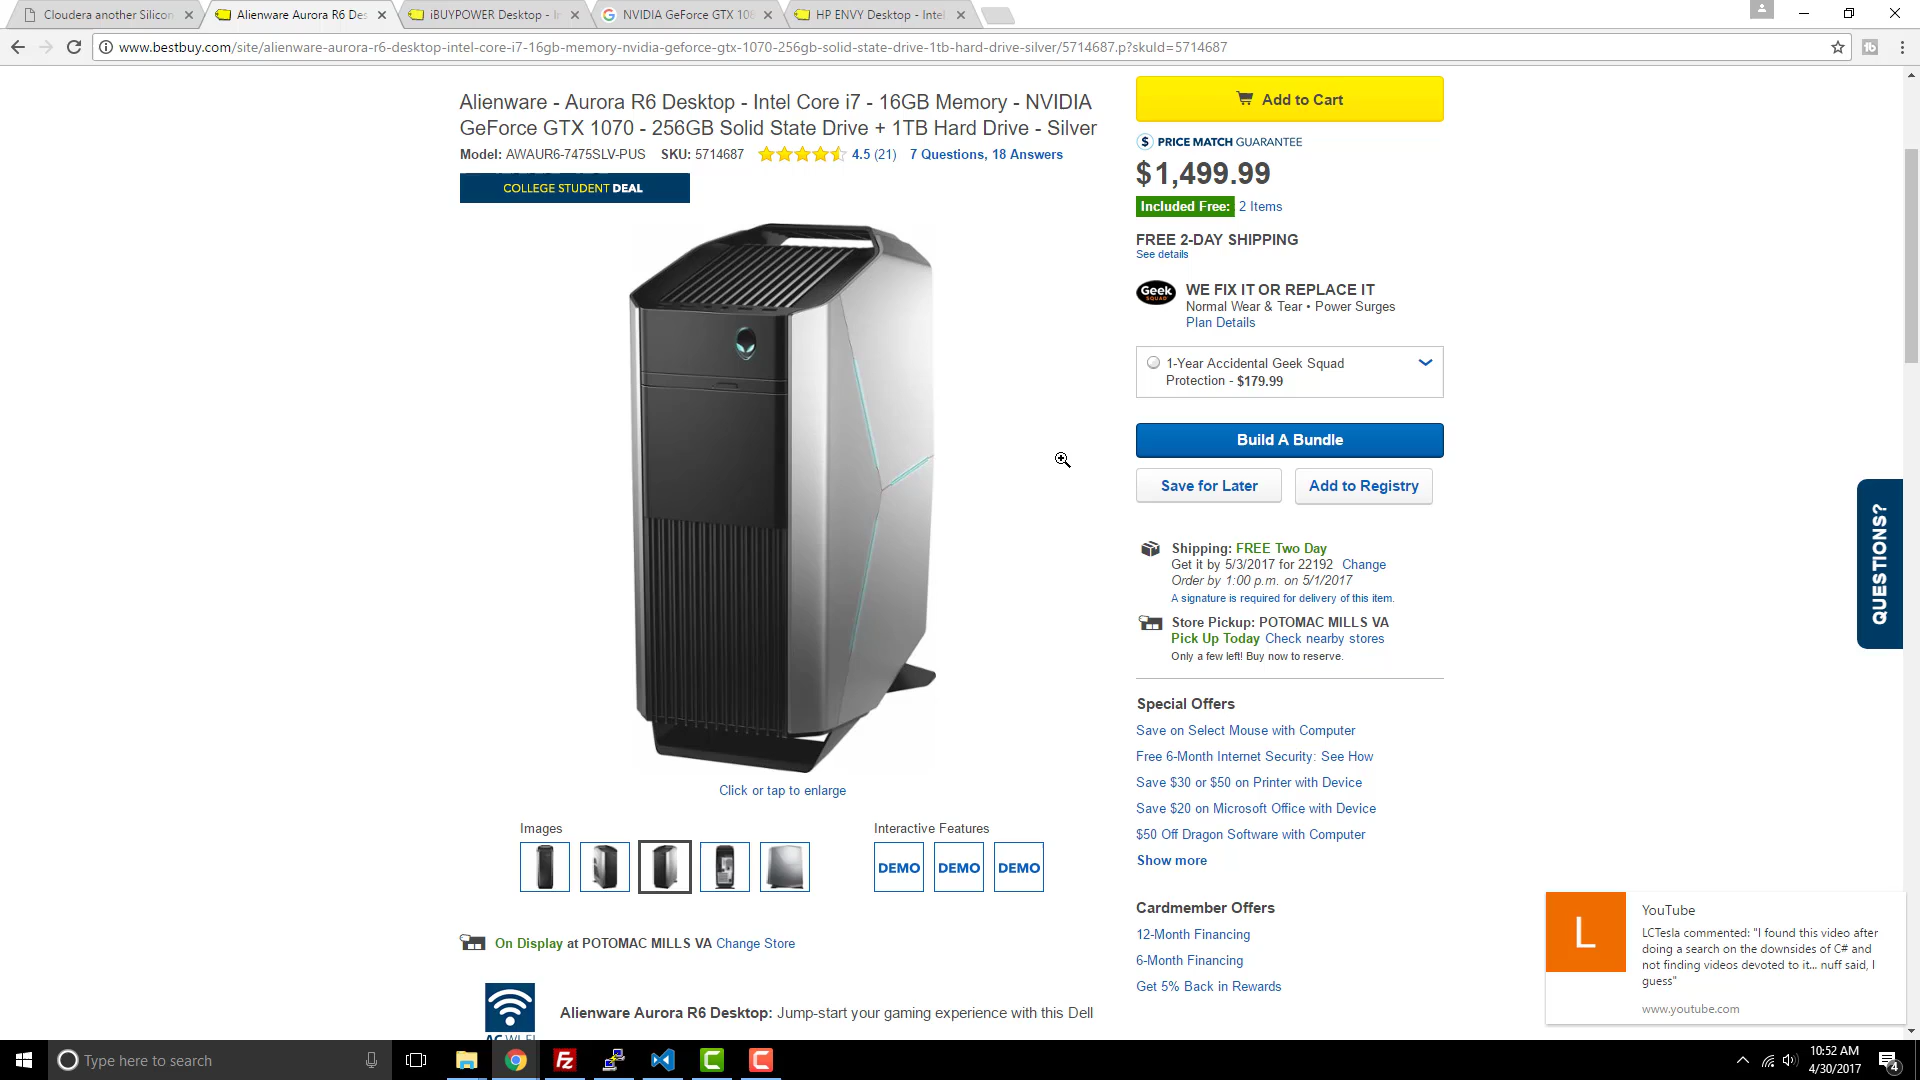 Cloudera another Silicon
Alienware Aurora R6 Des
iBUYPOWER Desktop - In
NVIDIA GeForce GTX 108
HP ENVY Desktop - Intel
www.bestbuy.com/site/alienware-aurora-r6-desktop-intel-core-i7-16gb-memory-nvidia-geforce-gtx-1070-256gb-solid-state-drive-1tb-hard-drive-silver/5714687.p?skuId=5714687
Alienware - Aurora R6 Desktop - Intel Core i7 - 16GB Memory - NVIDIA
GeForce GTX 1070 - 256GB Solid State Drive + 1TB Hard Drive - Silver
Model: AWAUR6-7475SLV-PUS SKU: 5714687 4.5 (21) 7 Questions, 18 Answers
COLLEGE STUDENT DEAL
Click or tap to enlarge
Images
Interactive Features
DEMO DEMO DEMO
On Display at POTOMAC MILLS VA Change Store
Alienware Aurora R6 Desktop: Jump-start your gaming experience with this Dell
Add to Cart
$ PRICE MATCH GUARANTEE
$1,499.99
Included Free: 2 Items
FREE 2-DAY SHIPPING
See details
Geek SQUAD
WE FIX IT OR REPLACE IT
Normal Wear & Tear • Power Surges
Plan Details
1-Year Accidental Geek Squad
Protection - $179.99
Build A Bundle
Save for Later
Add to Registry
Shipping: FREE Two Day
Get it by 5/3/2017 for 22192 Change
Order by 1:00 p.m. on 5/1/2017
A signature is required for delivery of this item.
Store Pickup: POTOMAC MILLS VA
Pick Up Today Check nearby stores
Only a few left! Buy now to reserve.
Special Offers
Save on Select Mouse with Computer
Free 6-Month Internet Security: See How
Save $30 or $50 on Printer with Device
Save $20 on Microsoft Office with Device
$50 Off Dragon Software with Computer
Show more
Cardmember Offers
12-Month Financing
6-Month Financing
Get 5% Back in Rewards
QUESTIONS?
L
YouTube
LCTesla commented: "I found this video after
doing a search on the downsides of C# and
not finding videos devoted to it... nuff said, I
guess"
www.youtube.com
Type here to search
10:52 AM
4/30/2017
4